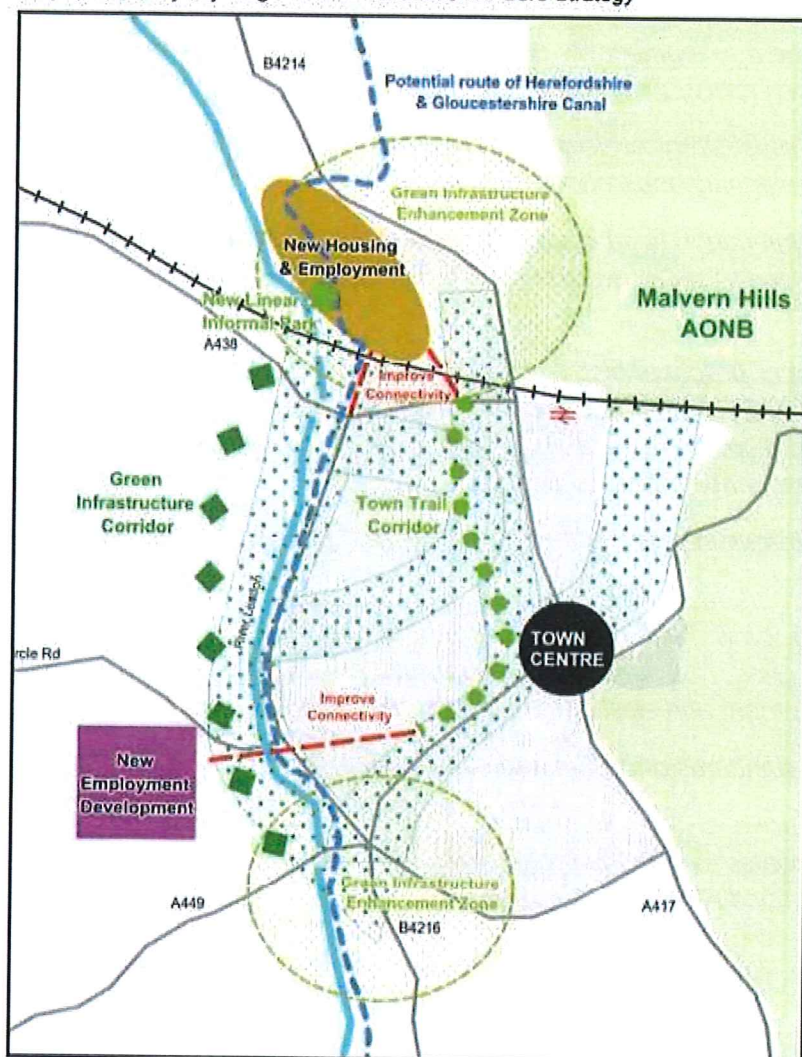 Strategy
B4214
Potential route of Herefordshire
& Gloucestershire Canal
Green Infrastructure
Enhancement Zone
New Housing
& Employment
Malvern Hills
AONB
New Linear
Informal Park
A438
Improve
Connectivity
Green
Infrastructure
Corridor
Town Trail
Corridor
River Leadon
TOWN
CENTRE
rcle Rd
Improve
Connectivity
New
Employment
Development
Green Infrastructure
Enhancement Zone
A449
B4216
A417